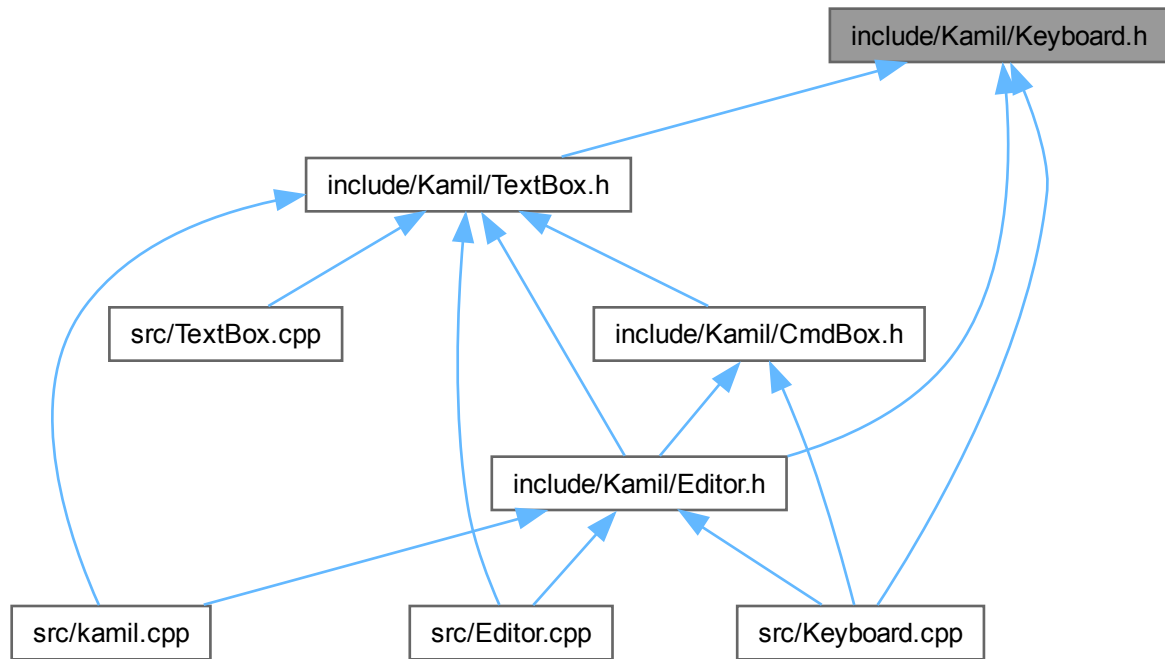 include/Kamil/Keyboard.h
include/Kamil/TextBox.h
src/TextBox.cpp
include/Kamil/CmdBox.h
include/Kamil/Editor.h
src/kamil.cpp
src/Editor.cpp
src/Keyboard.cpp